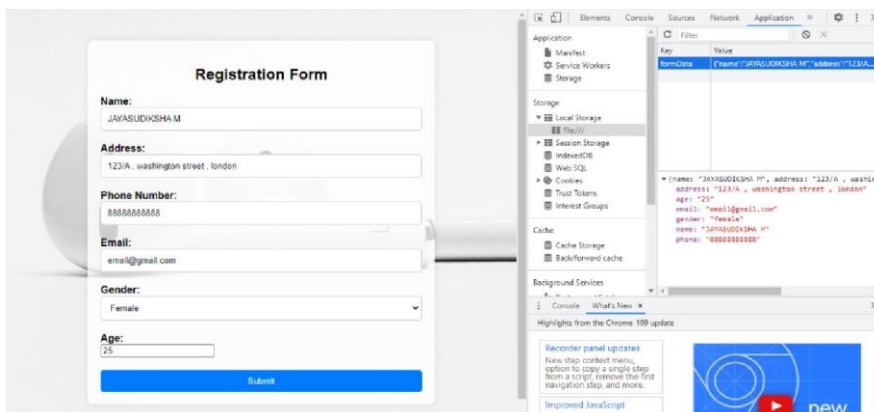 Registration Form
Name:
JAYASUDIKSHA M
Address:
123/A , washington street , london
Phone Number:
88888888888
Email:
email@gmail.com
Gender:
Female
Age:
25
Submit
Elements Console Sources Network Application »
Application
Manifest
Service Workers
Storage
Storage
Local Storage
file:///
Session Storage
IndexedDB
Web SQL
Cookies
Trust Tokens
Interest Groups
Cache
Cache Storage
Back/forward cache
Background Services
Filter
Key Value
formData {"name":"JAYASUDIKSHA M","address":"123/A...
{name: "JAYASUDIKSHA M", address: "123/A , washin
address: "123/A , washington street , london"
age: "25"
email: "email@gmail.com"
gender: "female"
name: "JAYASUDIKSHA M"
phone: "88888888888"
Console What's New ×
Highlights from the Chrome 109 update
Recorder panel updates
New step context menu,
option to copy a single step
from a script, remove the first
navigation step, and more.
Improved JavaScript
new